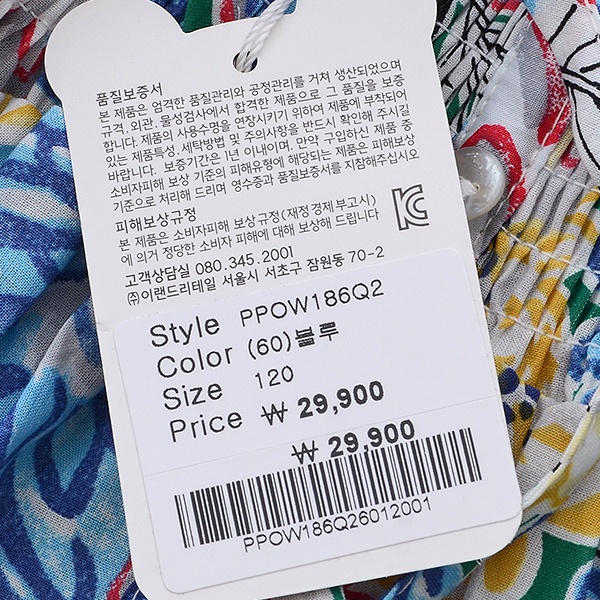 품질보증서
본 제품은 엄격한 품질관리와 공정관리를 거쳐 생산되었으며
규격, 외관, 물성검사에서 합격한 제품으로 그 품질을 보증
합니다. 제품의 사용수명을 연장시키기 위하여 제품에 부착되어
있는 제품특성, 세탁방법 및 주의사항을 반드시 확인해 주시길
바랍니다. 보증기간은 1년 이내이며, 만약 구입하신 제품 중
소비자피해 보상 기준의 피해유형에 해당되는 제품은 피해보상
기준으로 처리해 드리며 영수증과 품질보증서를 지참해주십시오
피해보상규정
본 제품은 소비자피해 보상 규정(재정경제부고시)
에 의거 정당한 소비자 피해에 대해 보상해 드립니다
고객상담실 080.345.2001
㈜이랜드리테일 서울시 서초구 잠원동 70-2
Style PPOW186Q2
Color (60)블루
Size 120
Price ₩ 29,900
₩ 29,900
PPOW186Q26012001